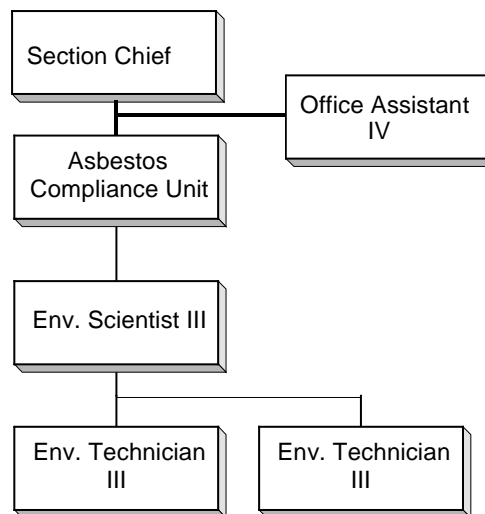 Section Chief
Office Assistant
IV
Asbestos
Compliance Unit
Env. Scientist III
Env. Technician
III
Env. Technician
III